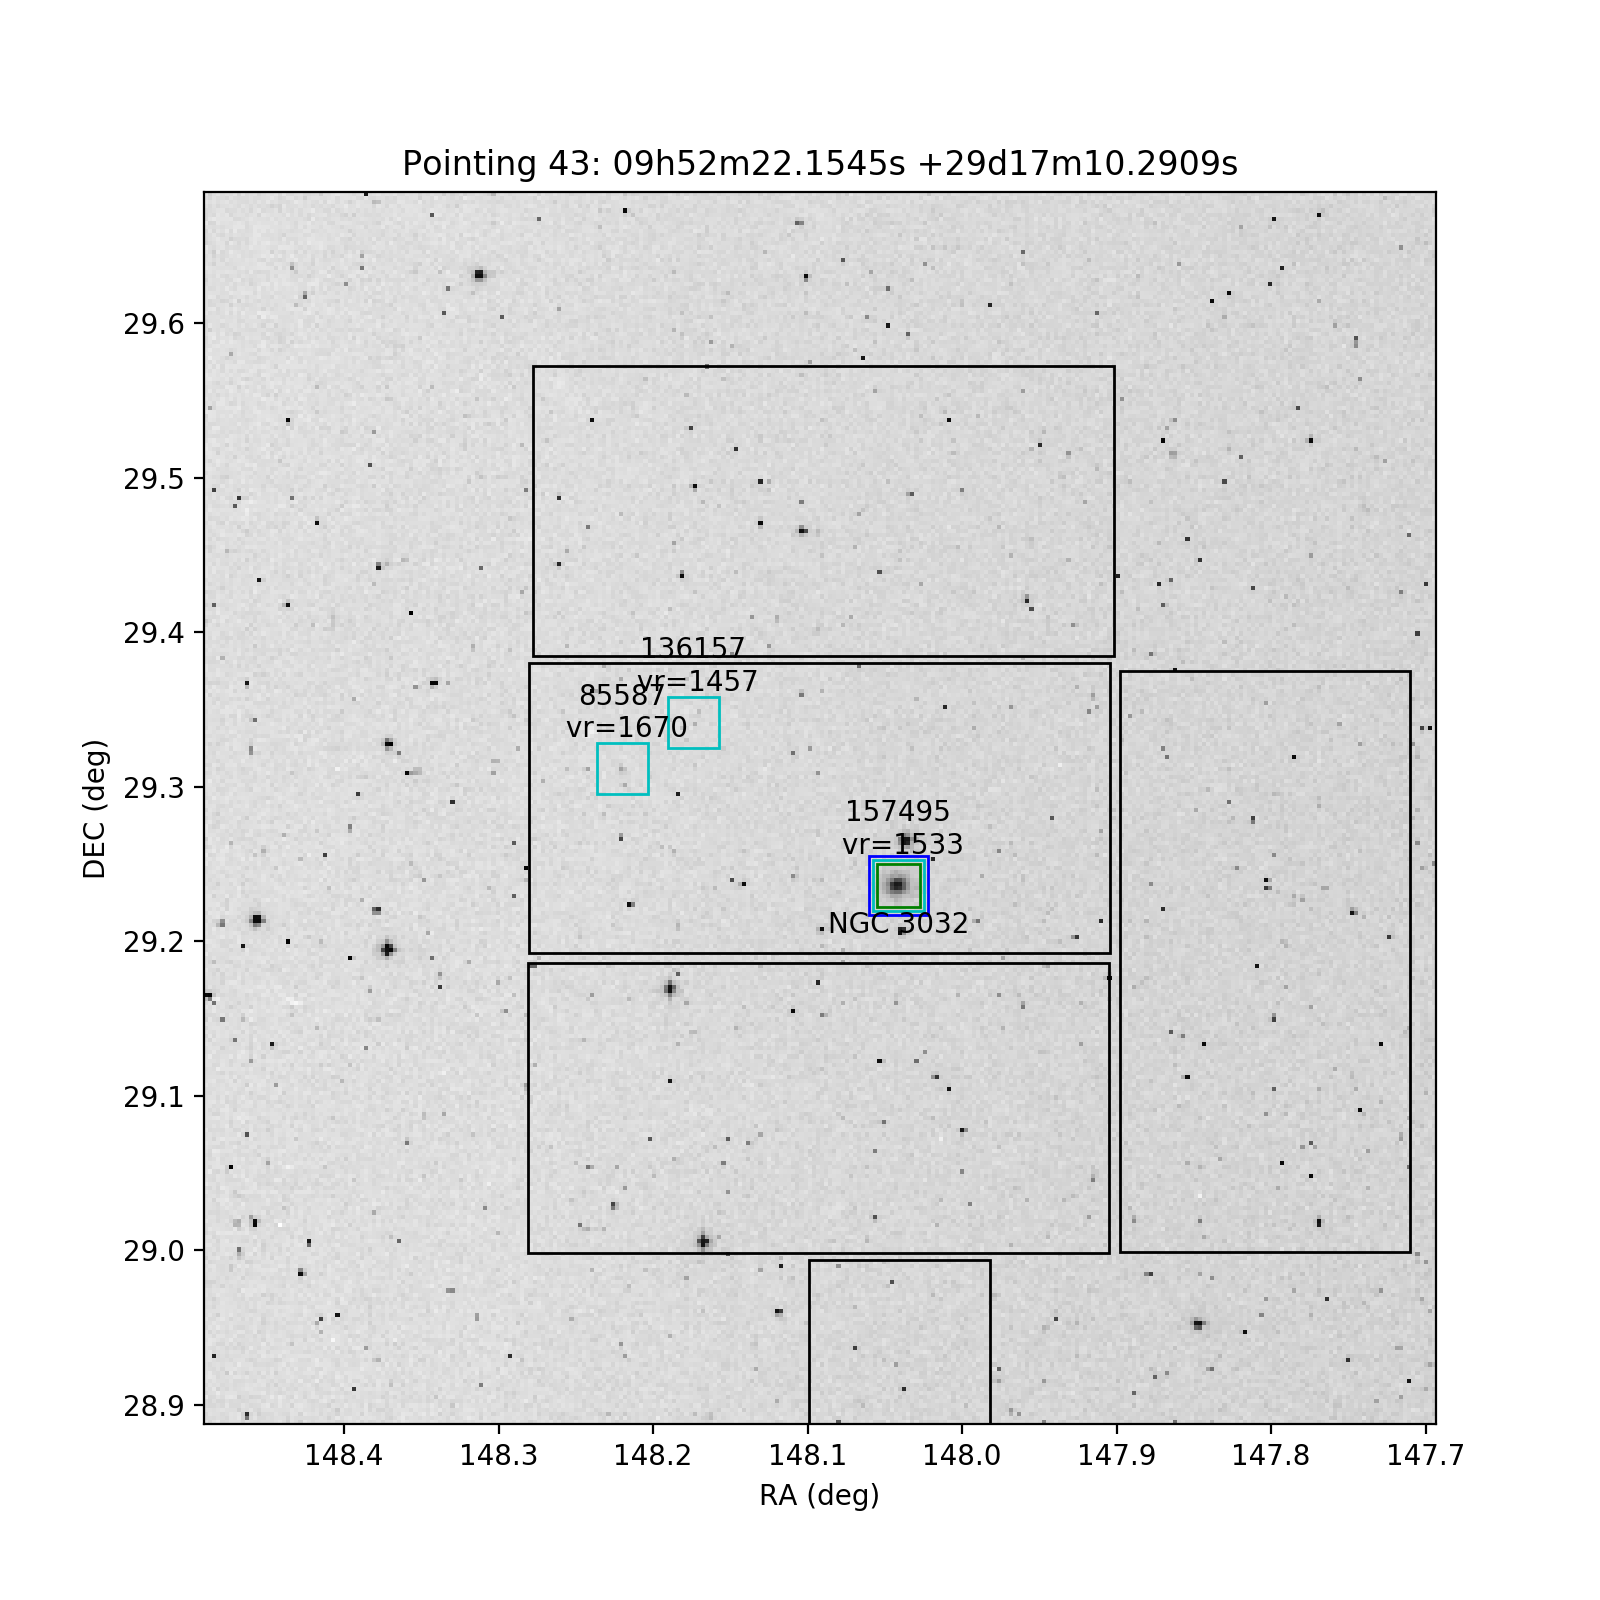 Pointing 43: 09h52m22.1545s +29d17m10.2909s
29.6
29.5
29.4
29.3
29.2
29.1
29.0
28.9
DEC (deg)
136157
vr=1457
85587
vr=1670
157495
vr=1533
NGC 3032
148.4 148.3 148.2 148.1 148.0 147.9 147.8 147.7
RA (deg)